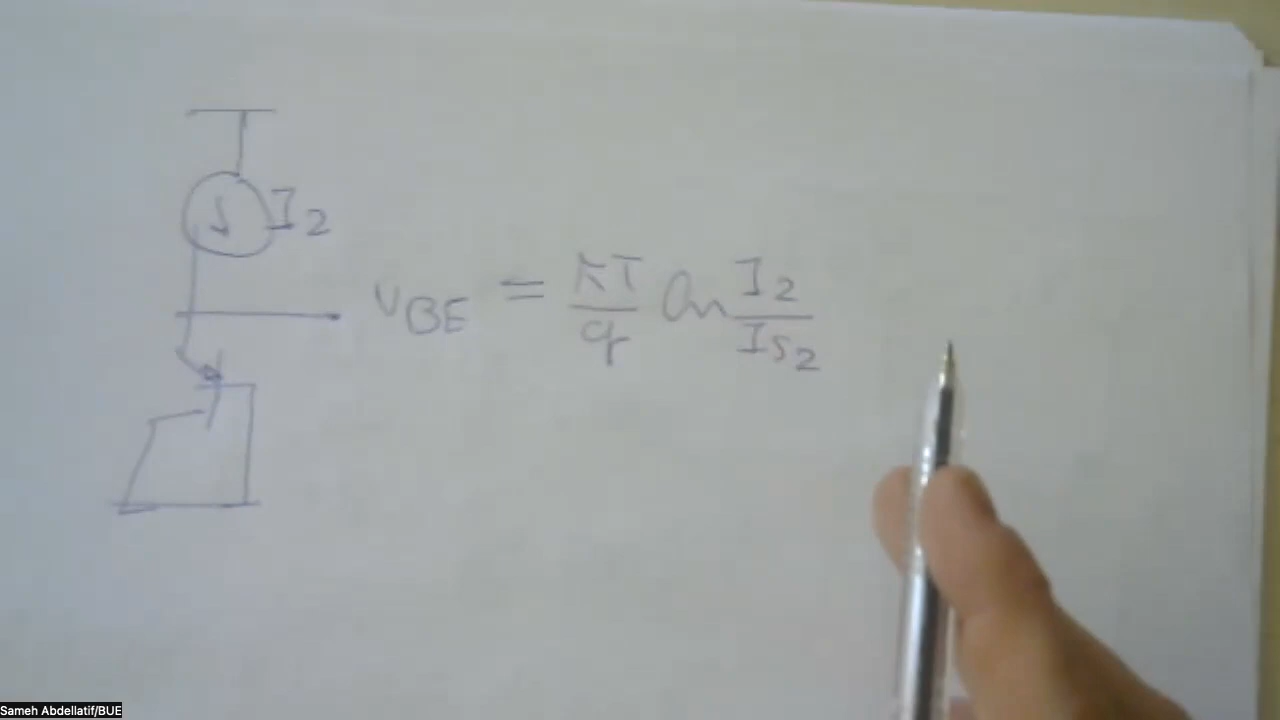 I2
VBE = KT/q ln I2/IS2
Sameh Abdellatif/BUE